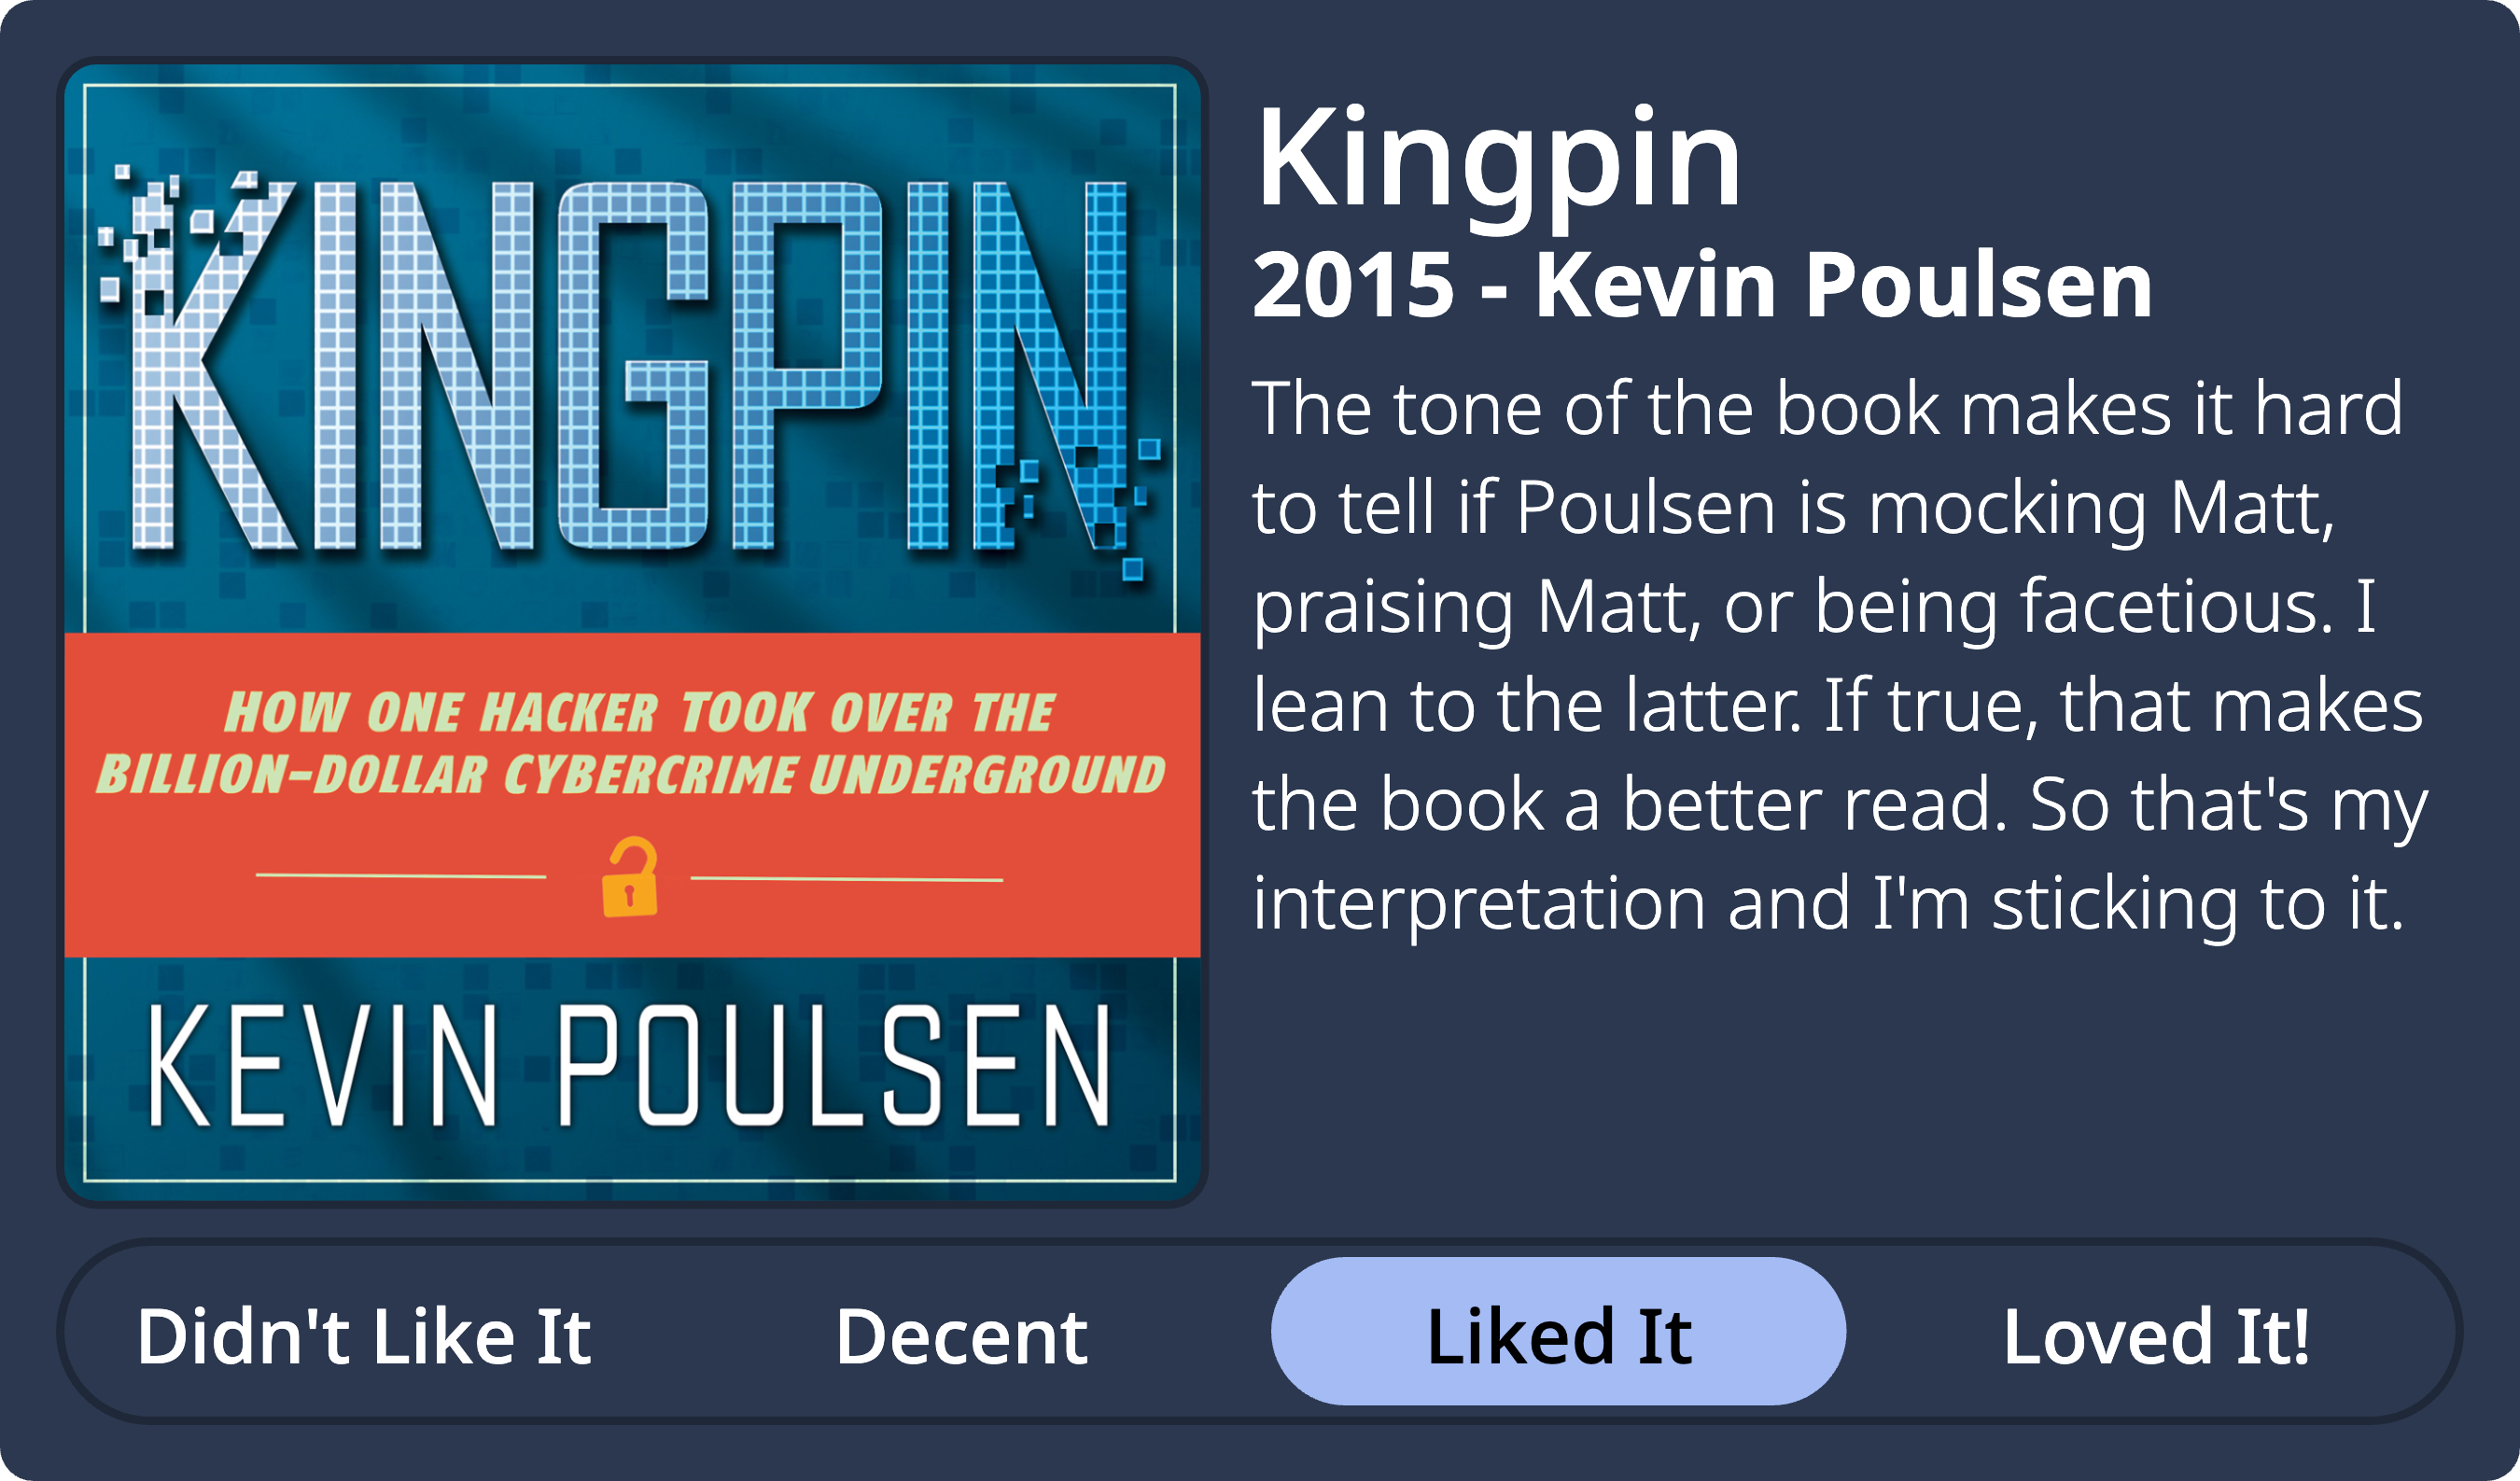 KINGPIN
HOW ONE HACKER TOOK OVER THE
BILLION-DOLLAR CYBERCRIME UNDERGROUND
KEVIN POULSEN
Kingpin
2015 - Kevin Poulsen
The tone of the book makes it hard
to tell if Poulsen is mocking Matt,
praising Matt, or being facetious. I
lean to the latter. If true, that makes
the book a better read. So that's my
interpretation and I'm sticking to it.
Didn't Like It
Decent
Liked It
Loved It!